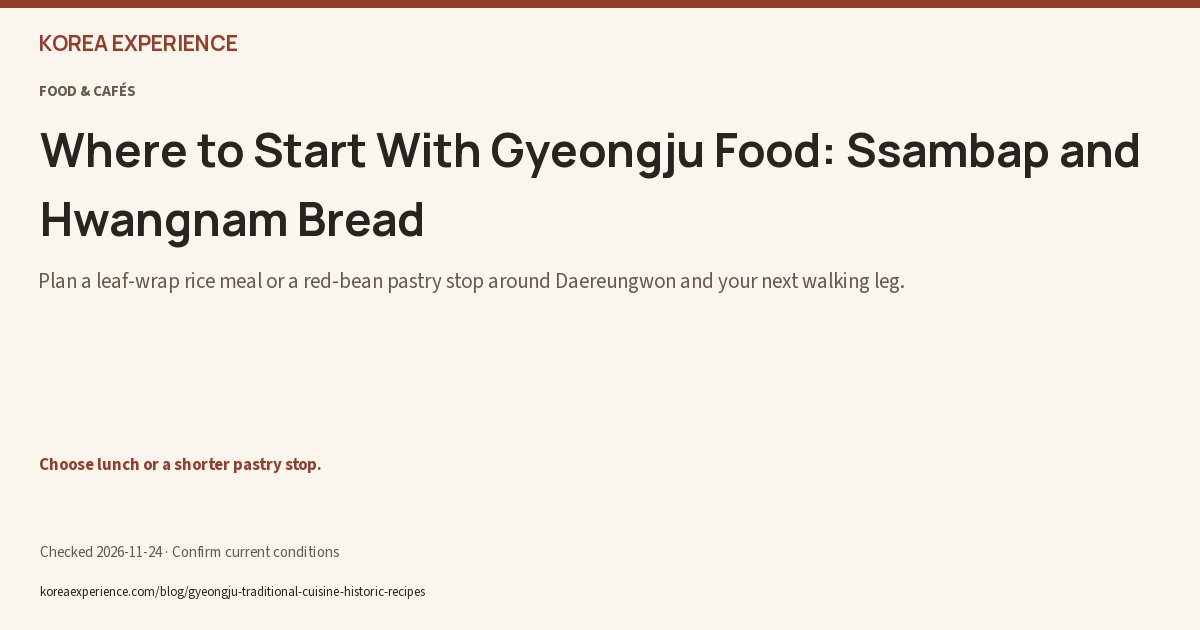 KOREA EXPERIENCE
FOOD & CAFÉS
Where to Start With Gyeongju Food: Ssambap and
Hwangnam Bread
Plan a leaf-wrap rice meal or a red-bean pastry stop around Daereungwon and your next walking leg.
Choose lunch or a shorter pastry stop.
Checked 2026-11-24 · Confirm current conditions
koreaexperience.com/blog/gyeongju-traditional-cuisine-historic-recipes